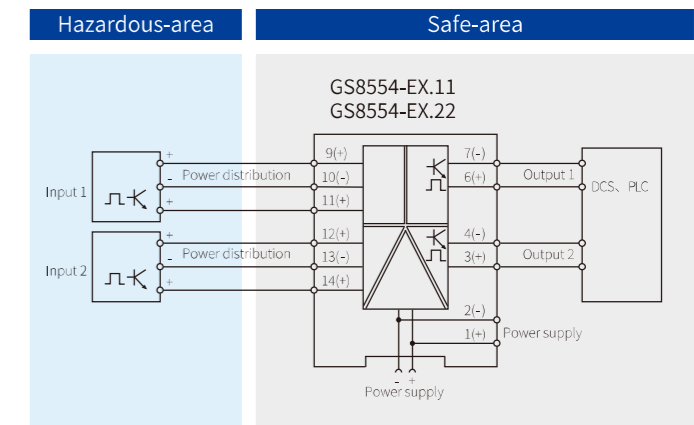 Hazardous-area
Safe-area
GS8554-EX.11
GS8554-EX.22
Input 1
+
- Power distribution
+
9(+)
10(-)
11(+)
7(-)
6(+)
Output 1
DCS、PLC
Input 2
+
- Power distribution
+
12(+)
13(-)
14(+)
4(-)
3(+)
Output 2
2(-)
1(+)
Power supply
- +
Power supply